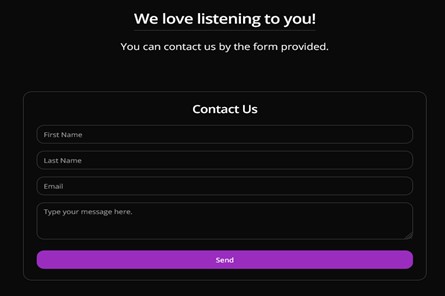 We love listening to you!
You can contact us by the form provided.
Contact Us
First Name
Last Name
Email
Type your message here.
Send